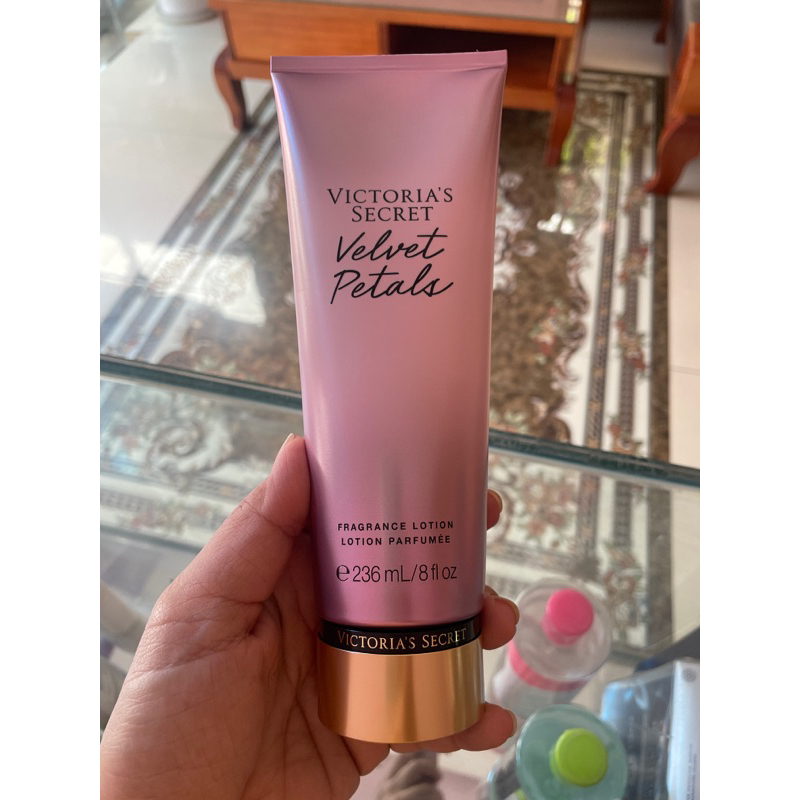 VICTORIA'S
SECRET
Velvet
Petals
FRAGRANCE LOTION
LOTION PARFUMÉE
℮ 236 mL/8 fl oz
VICTORIA'S SECRET